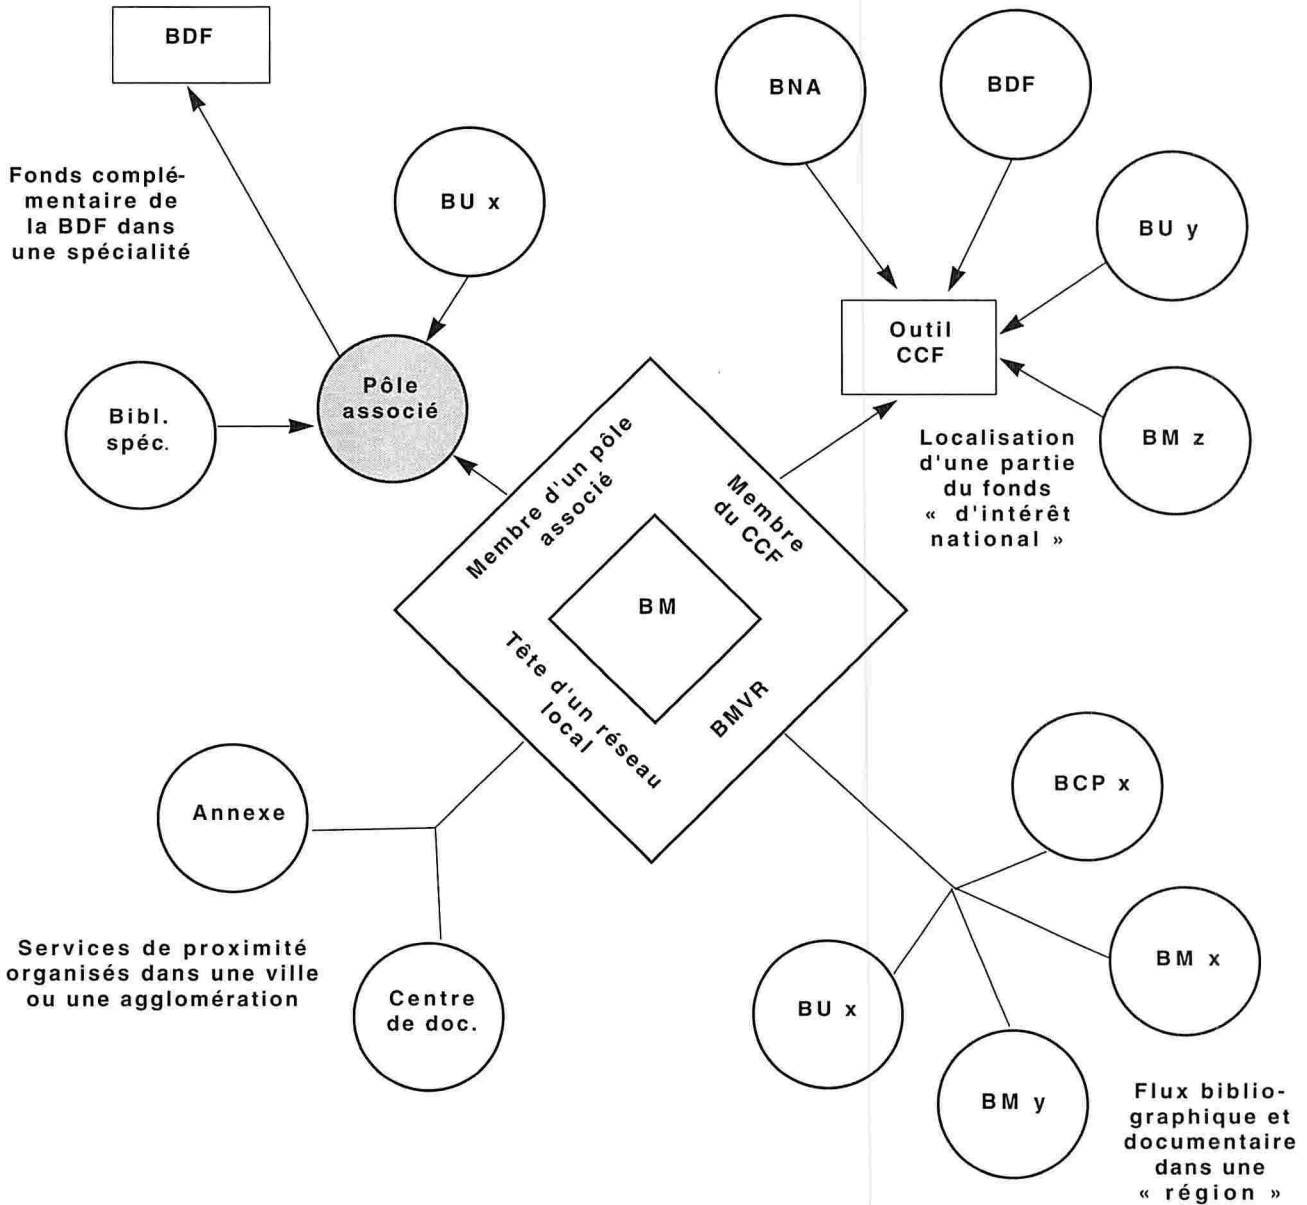 BDF
Fonds complé-
mentaire de
la BDF dans
une spécialité
BU x
Pôle
associé
Bibl.
spéc.
BNA
BDF
BU y
Outil
CCF
BM z
Localisation
d'une partie
du fonds
« d'intérêt
national »
Membre d'un pôle
associé
Membre
du CCF
BM
Tête d'un réseau
local
BMVR
Annexe
Centre
de doc.
Services de proximité
organisés dans une ville
ou une agglomération
BCP x
BM x
BU x
BM y
Flux biblio-
graphique et
documentaire
dans une
« région »